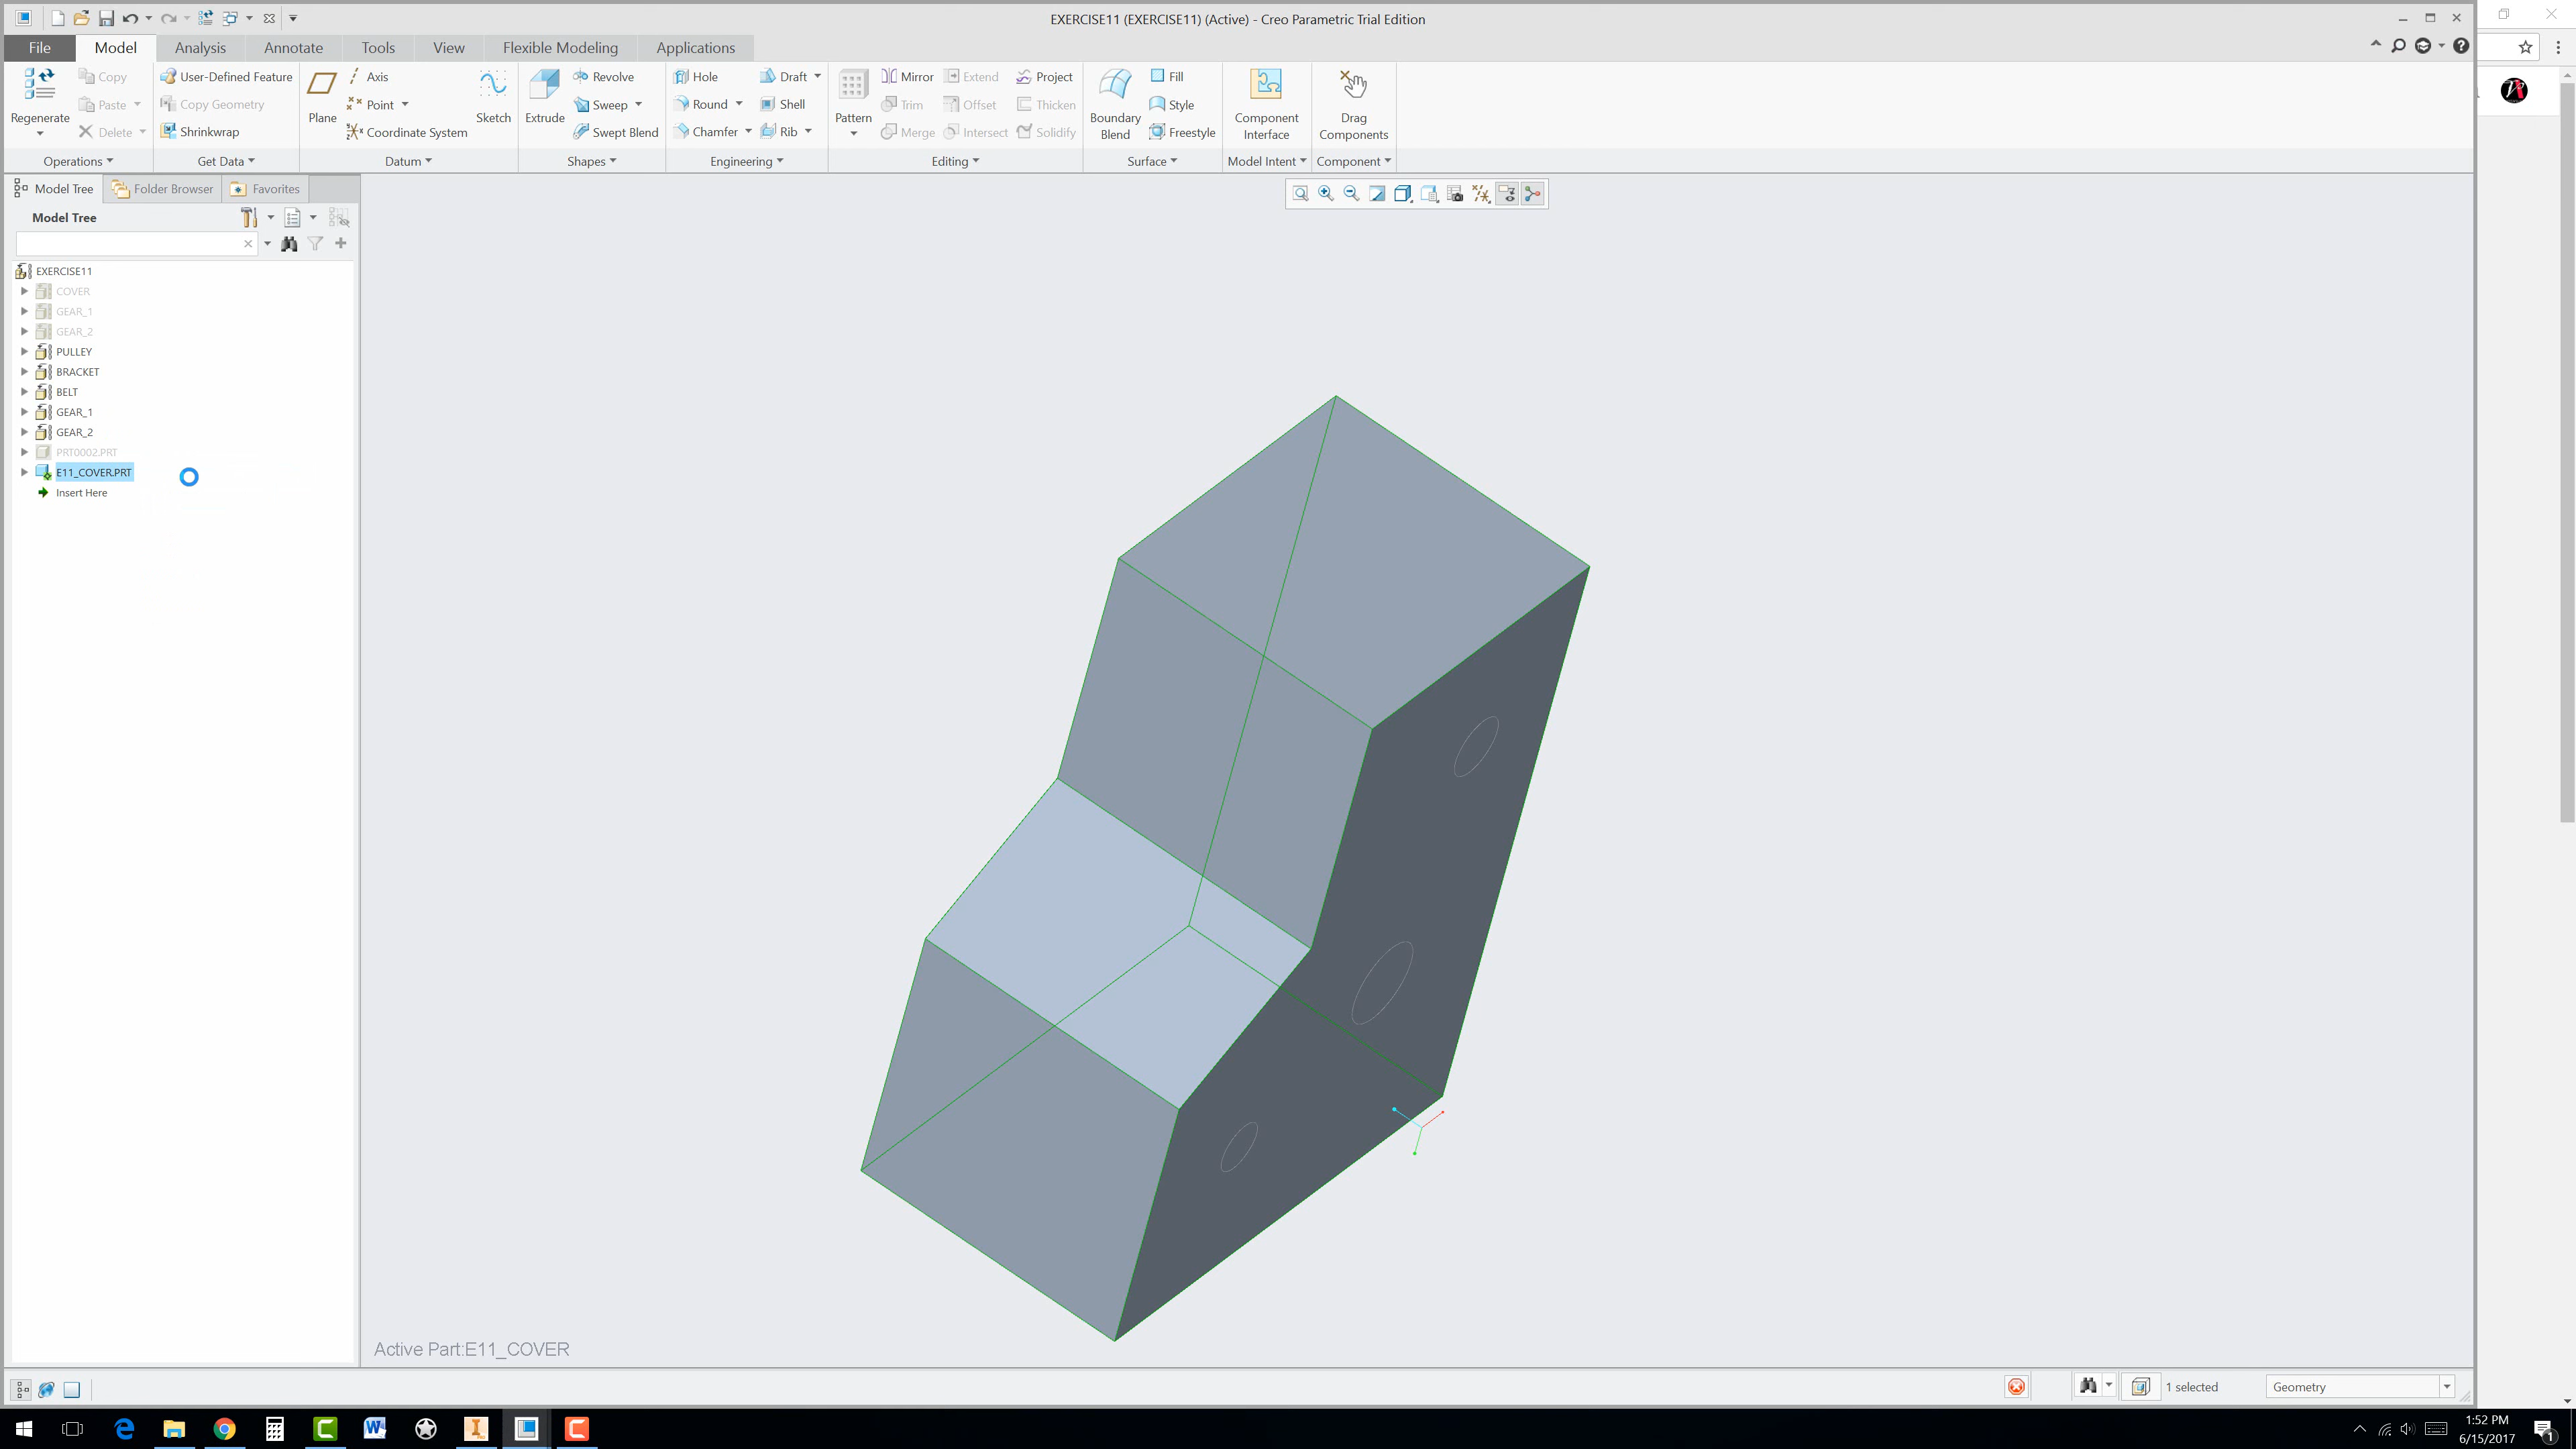 EXERCISE11 (EXERCISE11) (Active) - Creo Parametric Trial Edition
File Model Analysis Annotate Tools View Flexible Modeling Applications
Regenerate
Copy
Paste
Delete
User-Defined Feature
Copy Geometry
Shrinkwrap
Plane
Axis
Point
Coordinate System
Sketch
Extrude
Revolve
Sweep
Swept Blend
Hole
Round
Chamfer
Draft
Shell
Rib
Pattern
Mirror
Trim
Merge
Extend
Offset
Intersect
Project
Thicken
Solidify
Boundary
Blend
Fill
Style
Freestyle
Component
Interface
Drag
Components
Operations Get Data Datum Shapes Engineering Editing Surface Model Intent Component
Model Tree Folder Browser Favorites
Model Tree
EXERCISE11
COVER
GEAR_1
GEAR_2
PULLEY
BRACKET
BELT
GEAR_1
GEAR_2
PRT0002.PRT
E11_COVER.PRT
Insert Here
Active Part:E11_COVER
1 selected
Geometry
1:52 PM
6/15/2017
1